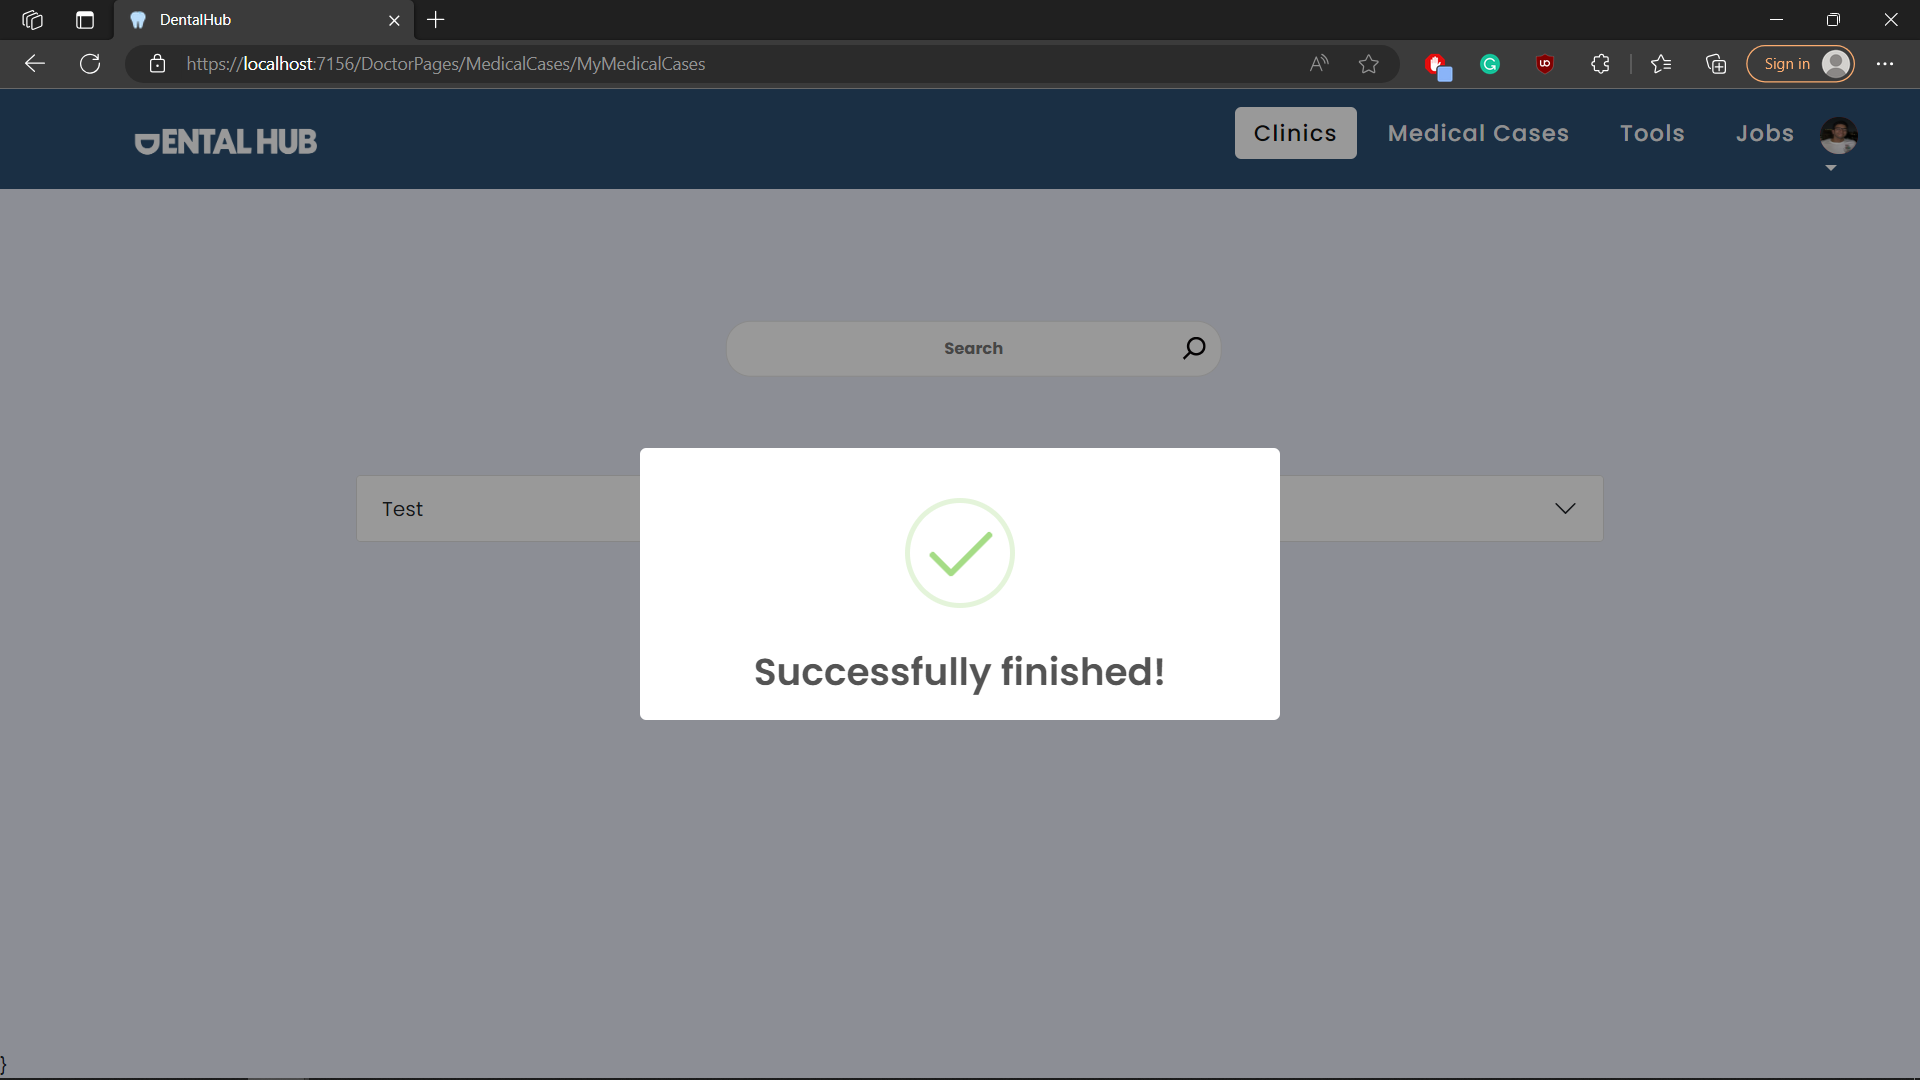 DentalHub
https://localhost:7156/DoctorPages/MedicalCases/MyMedicalCases
Sign in
DENTAL HUB
Clinics
Medical Cases
Tools
Jobs
Search
Test
Successfully finished!
}